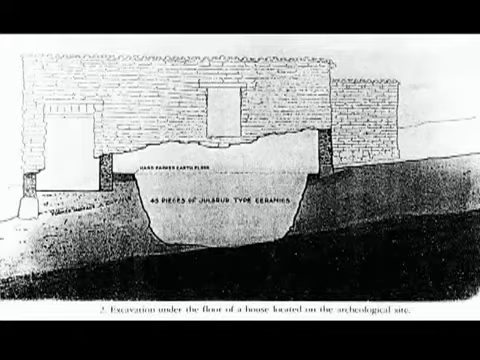 HARD PACKED EARTH FLOOR
45 PIECES OF JULSRUD TYPE CERAMICS
2. Excavation under the floor of a house located on the archeological site.